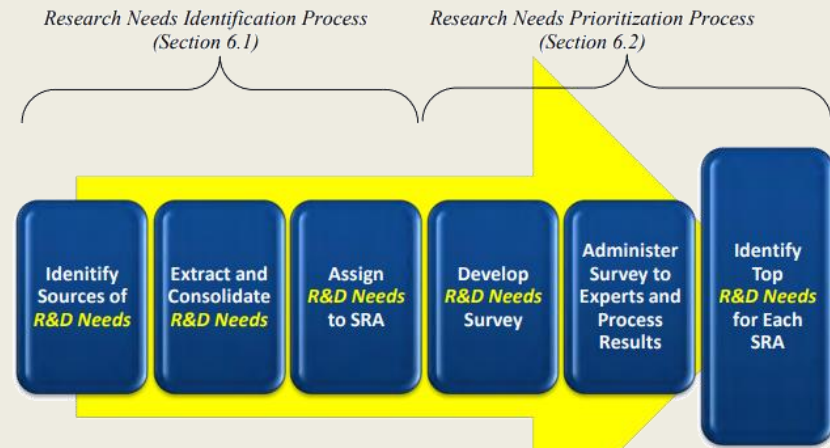 Research Needs Identification Process
(Section 6.1)
Research Needs Prioritization Process
(Section 6.2)
Idenitify
Sources of
R&D Needs
Extract and
Consolidate
R&D Needs
Assign
R&D Needs
to SRA
Develop
R&D Needs
Survey
Administer
Survey to
Experts and
Process
Results
Identify
Top
R&D Needs
for Each
SRA